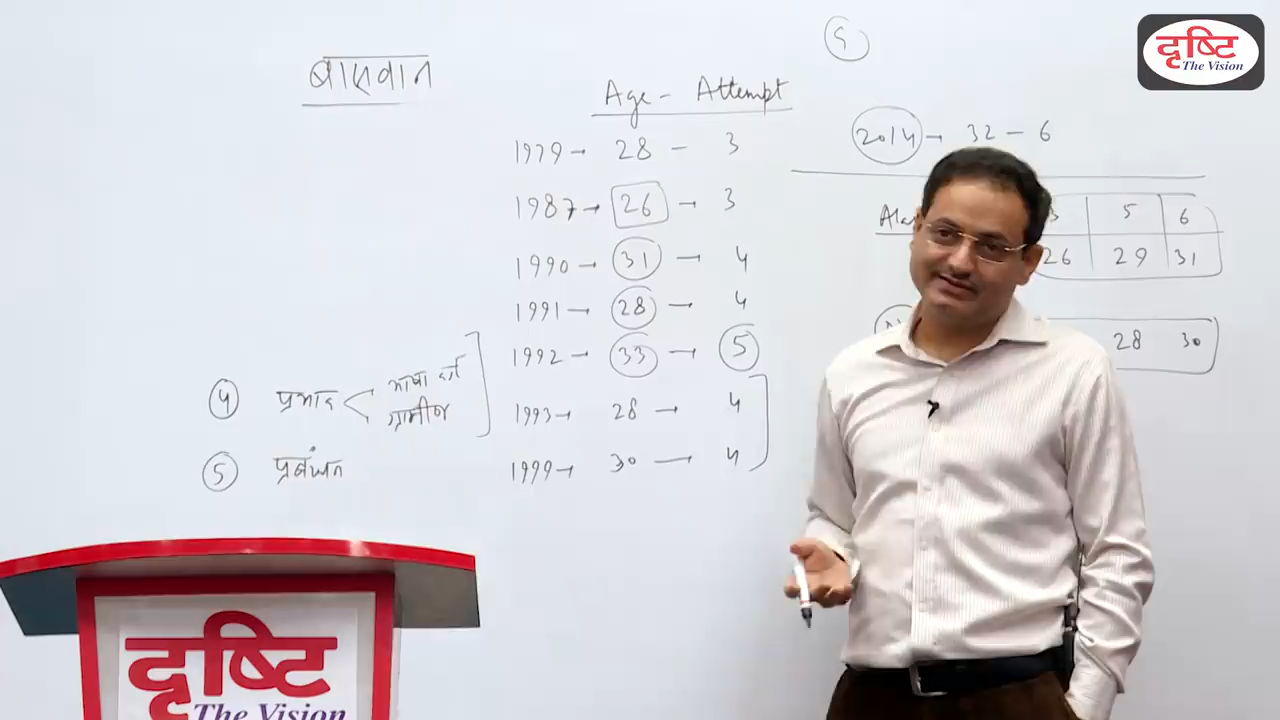 दृष्टि
The Vision
Age - Attempt
1979 → 28 - 3
1987 → 26 → 3
1990 → 31 → 4
1991 → 28 → 4
1992 → 33 → 5
1993 → 28 → 4
1999 → 30 → 4
④ प्रभाव < भाषा वर्ग
ग्रामीण
⑤ प्रबंधन
2014 → 32 - 6
5 6
26 29 31
28 30
दृष्टि
The Vision